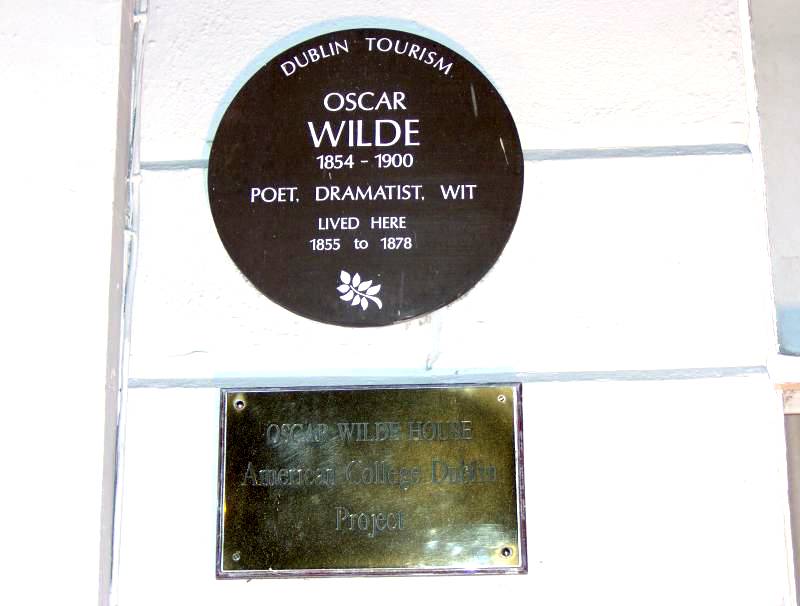 DUBLIN TOURISM
OSCAR
WILDE
1854 - 1900
POET, DRAMATIST, WIT
LIVED HERE
1855 to 1878
OSCAR WILDE HOUSE
American College Dublin
Project